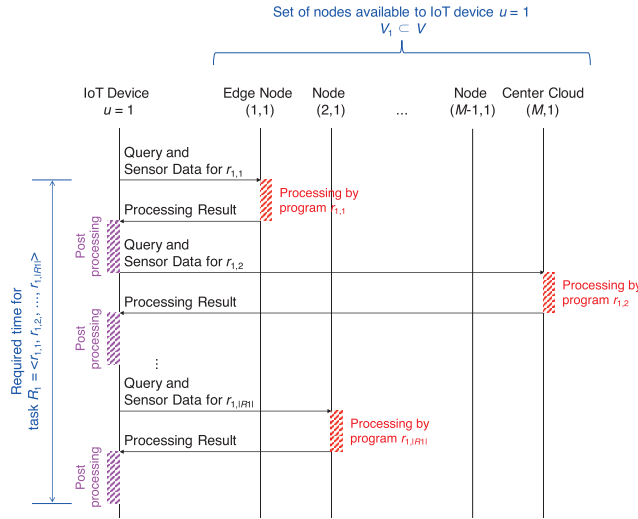 Set of nodes available to IoT device u = 1
V₁ ⊂ V
IoT Device
u = 1
Edge Node
(1,1)
Node
(2,1)
...
Node
(M-1,1)
Center Cloud
(M,1)
Query and
Sensor Data for r₁,₁
Processing by
program r₁,₁
Processing Result
Post
processing
Query and
Sensor Data for r₁,₂
Processing by
program r₁,₂
Processing Result
Post
processing
...
Query and
Sensor Data for r₁,|R1|
Processing by
program r₁,|R1|
Processing Result
Post
processing
Required time for
task R₁ = <r₁,₁, r₁,₂, ..., r₁,|R1|>